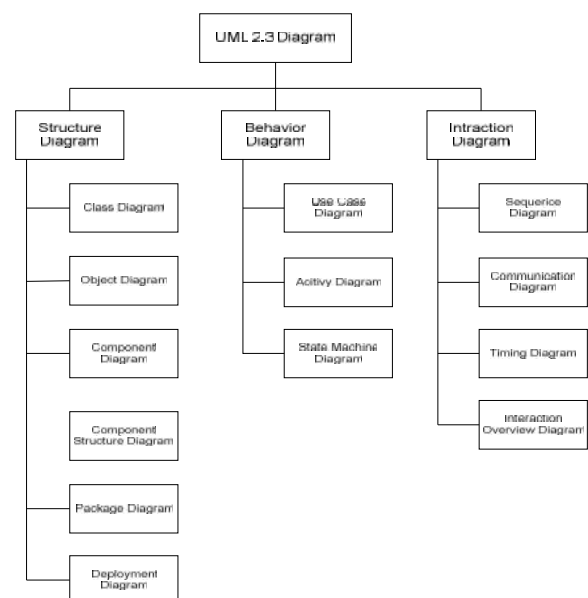 UML 2.3 Diagram
Structure
Diagram
Behavior
Diagram
Intraction
Diagram
Class Diagram
Object Diagram
Component
Diagram
Component
Structure Diagram
Package Diagram
Deployment
Diagram
Use Case
Diagram
Acitivy Diagram
State Machine
Diagram
Sequerice
Diagram
Communication
Diagram
Timing Diagram
Interaction
Overview Diagram